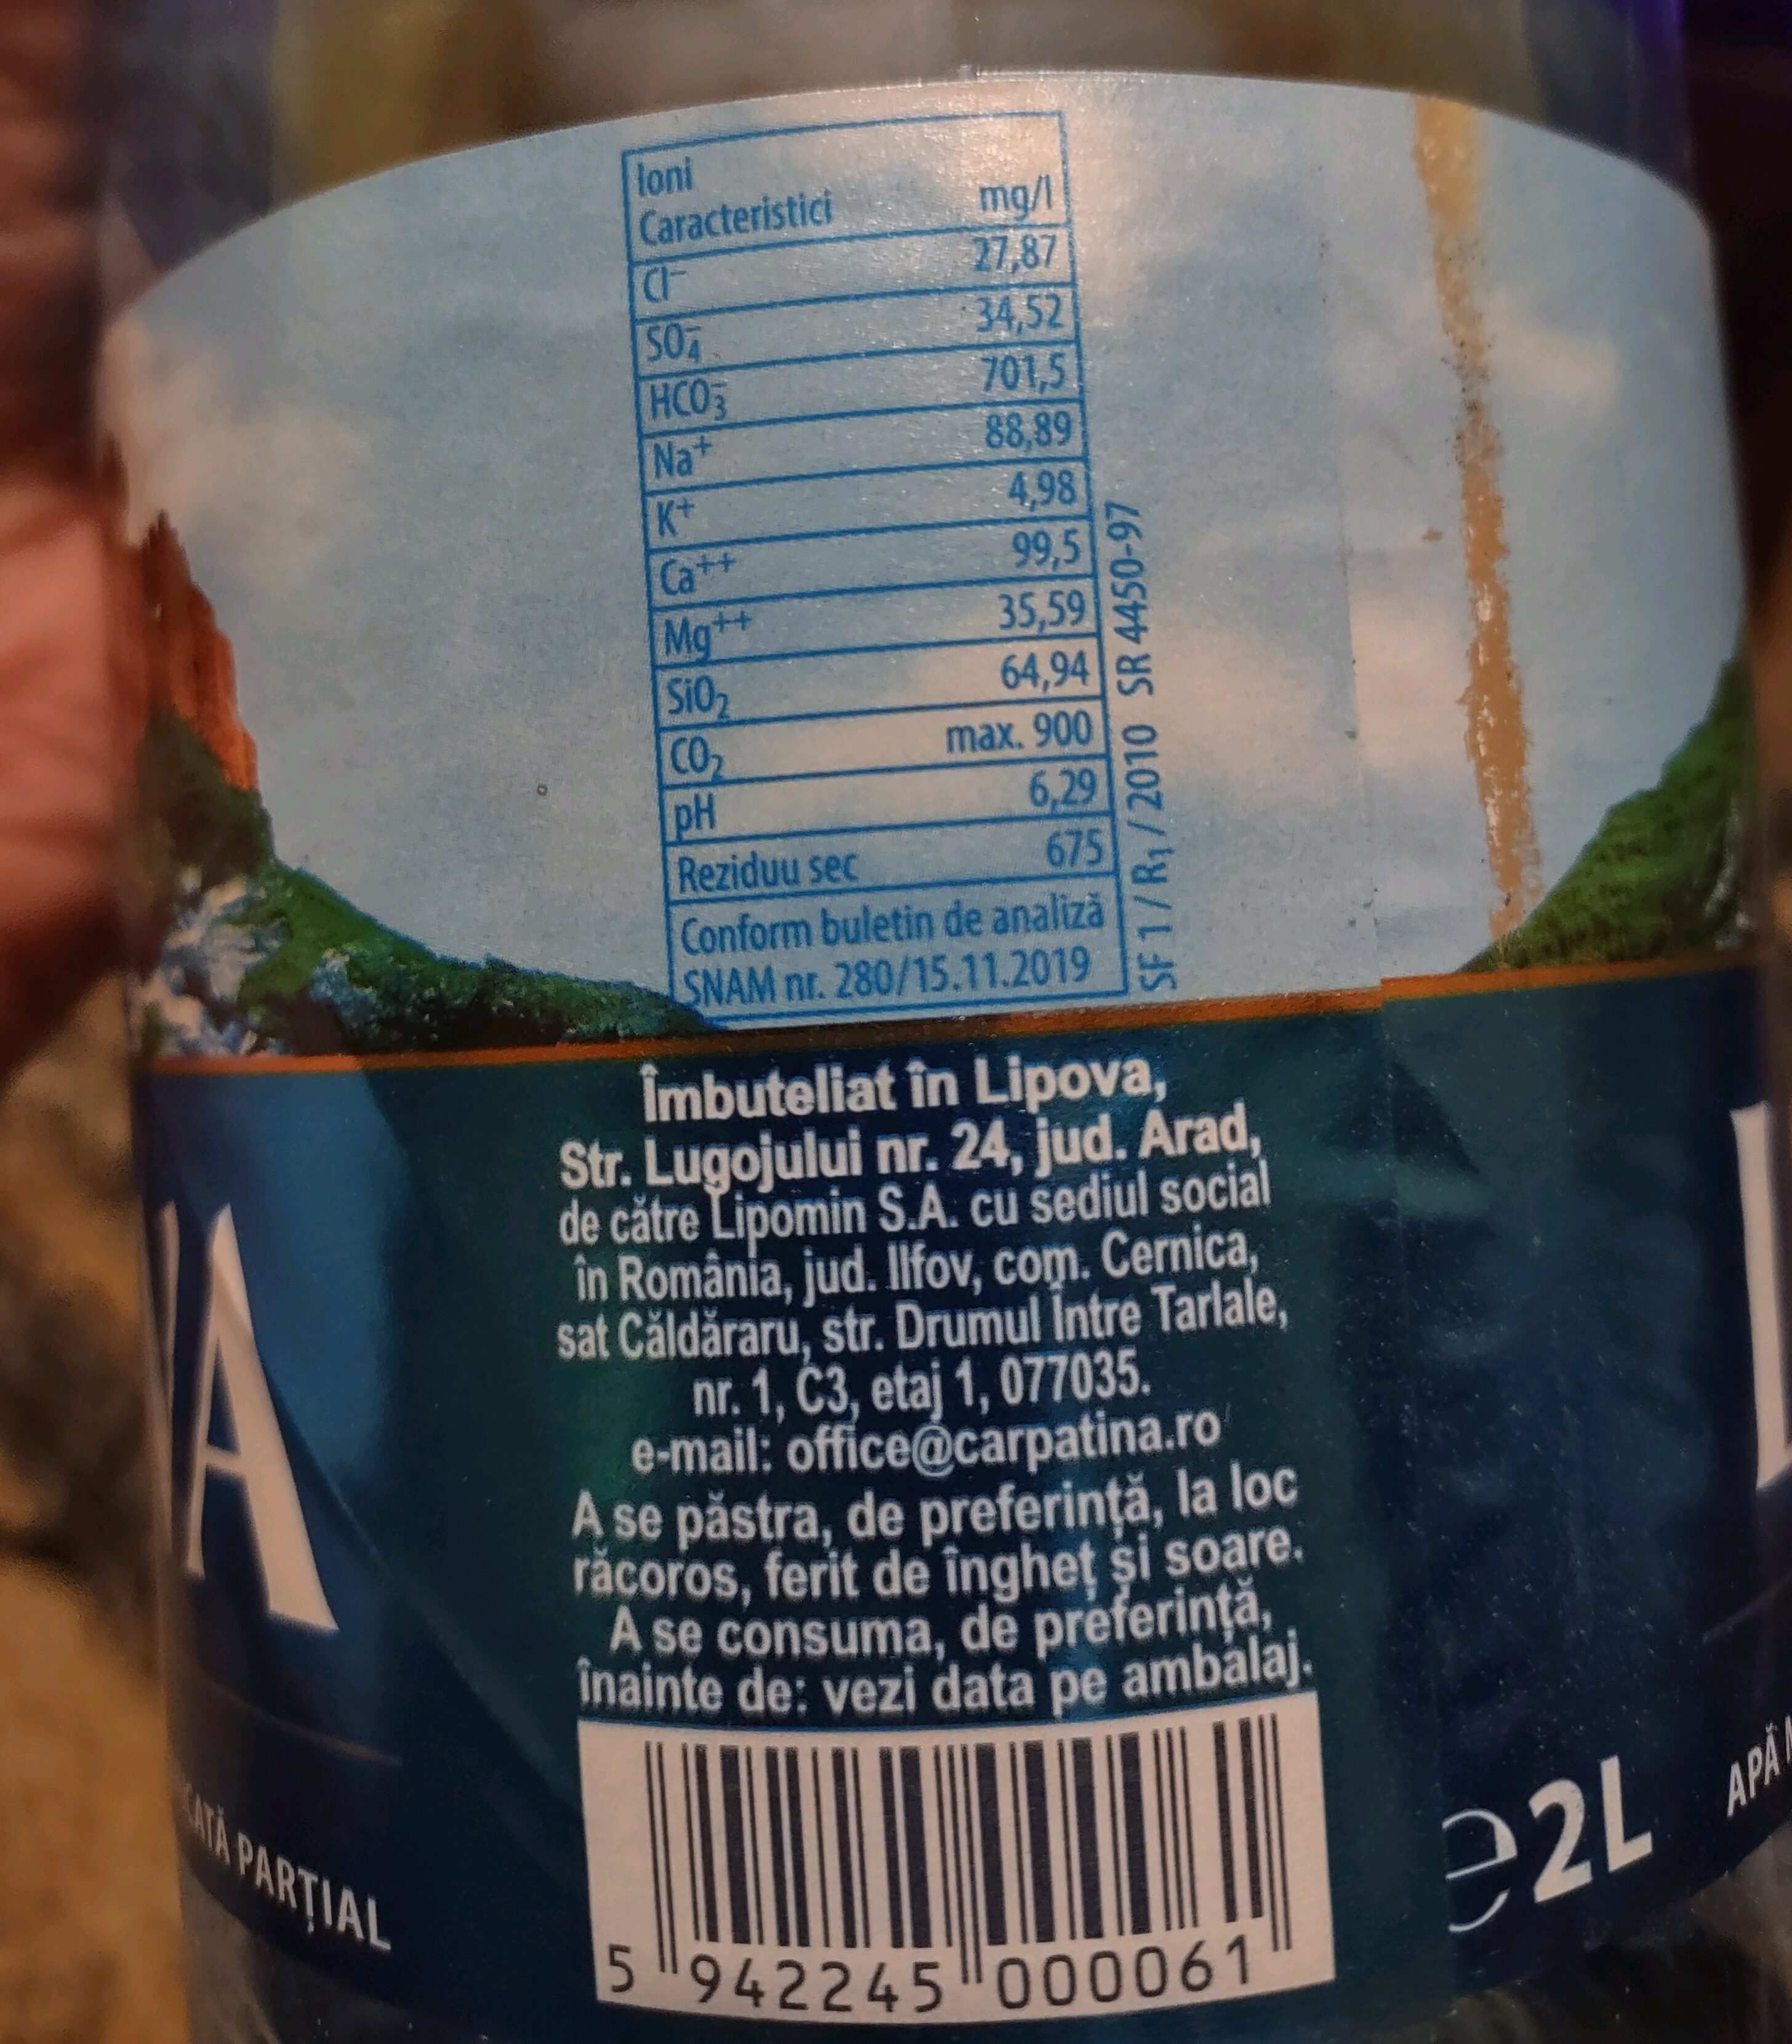 Ioni
Caracteristici mg/l
Cl⁻ 27,87
SO₄⁻ 34,52
HCO₃⁻ 701,5
Na⁺ 88,89
K⁺ 4,98
Ca⁺⁺ 99,5
Mg⁺⁺ 35,59
SiO₂ 64,94
CO₂ max. 900
pH 6,29
Reziduu sec 675
Conform buletin de analiză
SNAM nr. 280/15.11.2019
SF 1 / R₁ / 2010 SR 4450-97
Îmbuteliat în Lipova,
Str. Lugojului nr. 24, jud. Arad,
de către Lipomin S.A. cu sediul social
în România, jud. Ilfov, com. Cernica,
sat Căldăraru, str. Drumul Între Tarlale,
nr. 1, C3, etaj 1, 077035.
e-mail: office@carpatina.ro
A se păstra, de preferință, la loc
răcoros, ferit de îngheț și soare.
A se consuma, de preferință,
înainte de: vezi data pe ambalaj.
5 942245 000061
℮ 2L
PARȚIAL
APĂ